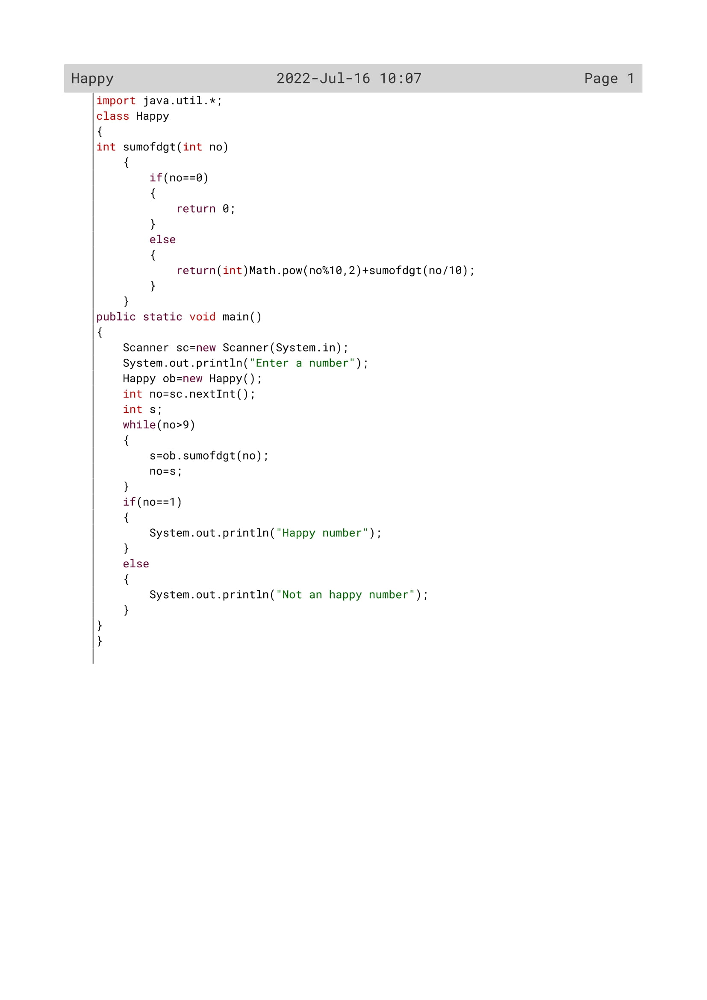 Happy 2022-Jul-16 10:07 Page 1
import java.util.*;
class Happy
{
int sumofdgt(int no)
    {
        if(no==0)
        {
            return 0;
        }
        else
        {
            return(int)Math.pow(no%10,2)+sumofdgt(no/10);
        }
    }
public static void main()
{
    Scanner sc=new Scanner(System.in);
    System.out.println("Enter a number");
    Happy ob=new Happy();
    int no=sc.nextInt();
    int s;
    while(no>9)
    {
        s=ob.sumofdgt(no);
        no=s;
    }
    if(no==1)
    {
        System.out.println("Happy number");
    }
    else
    {
        System.out.println("Not an happy number");
    }
}
}